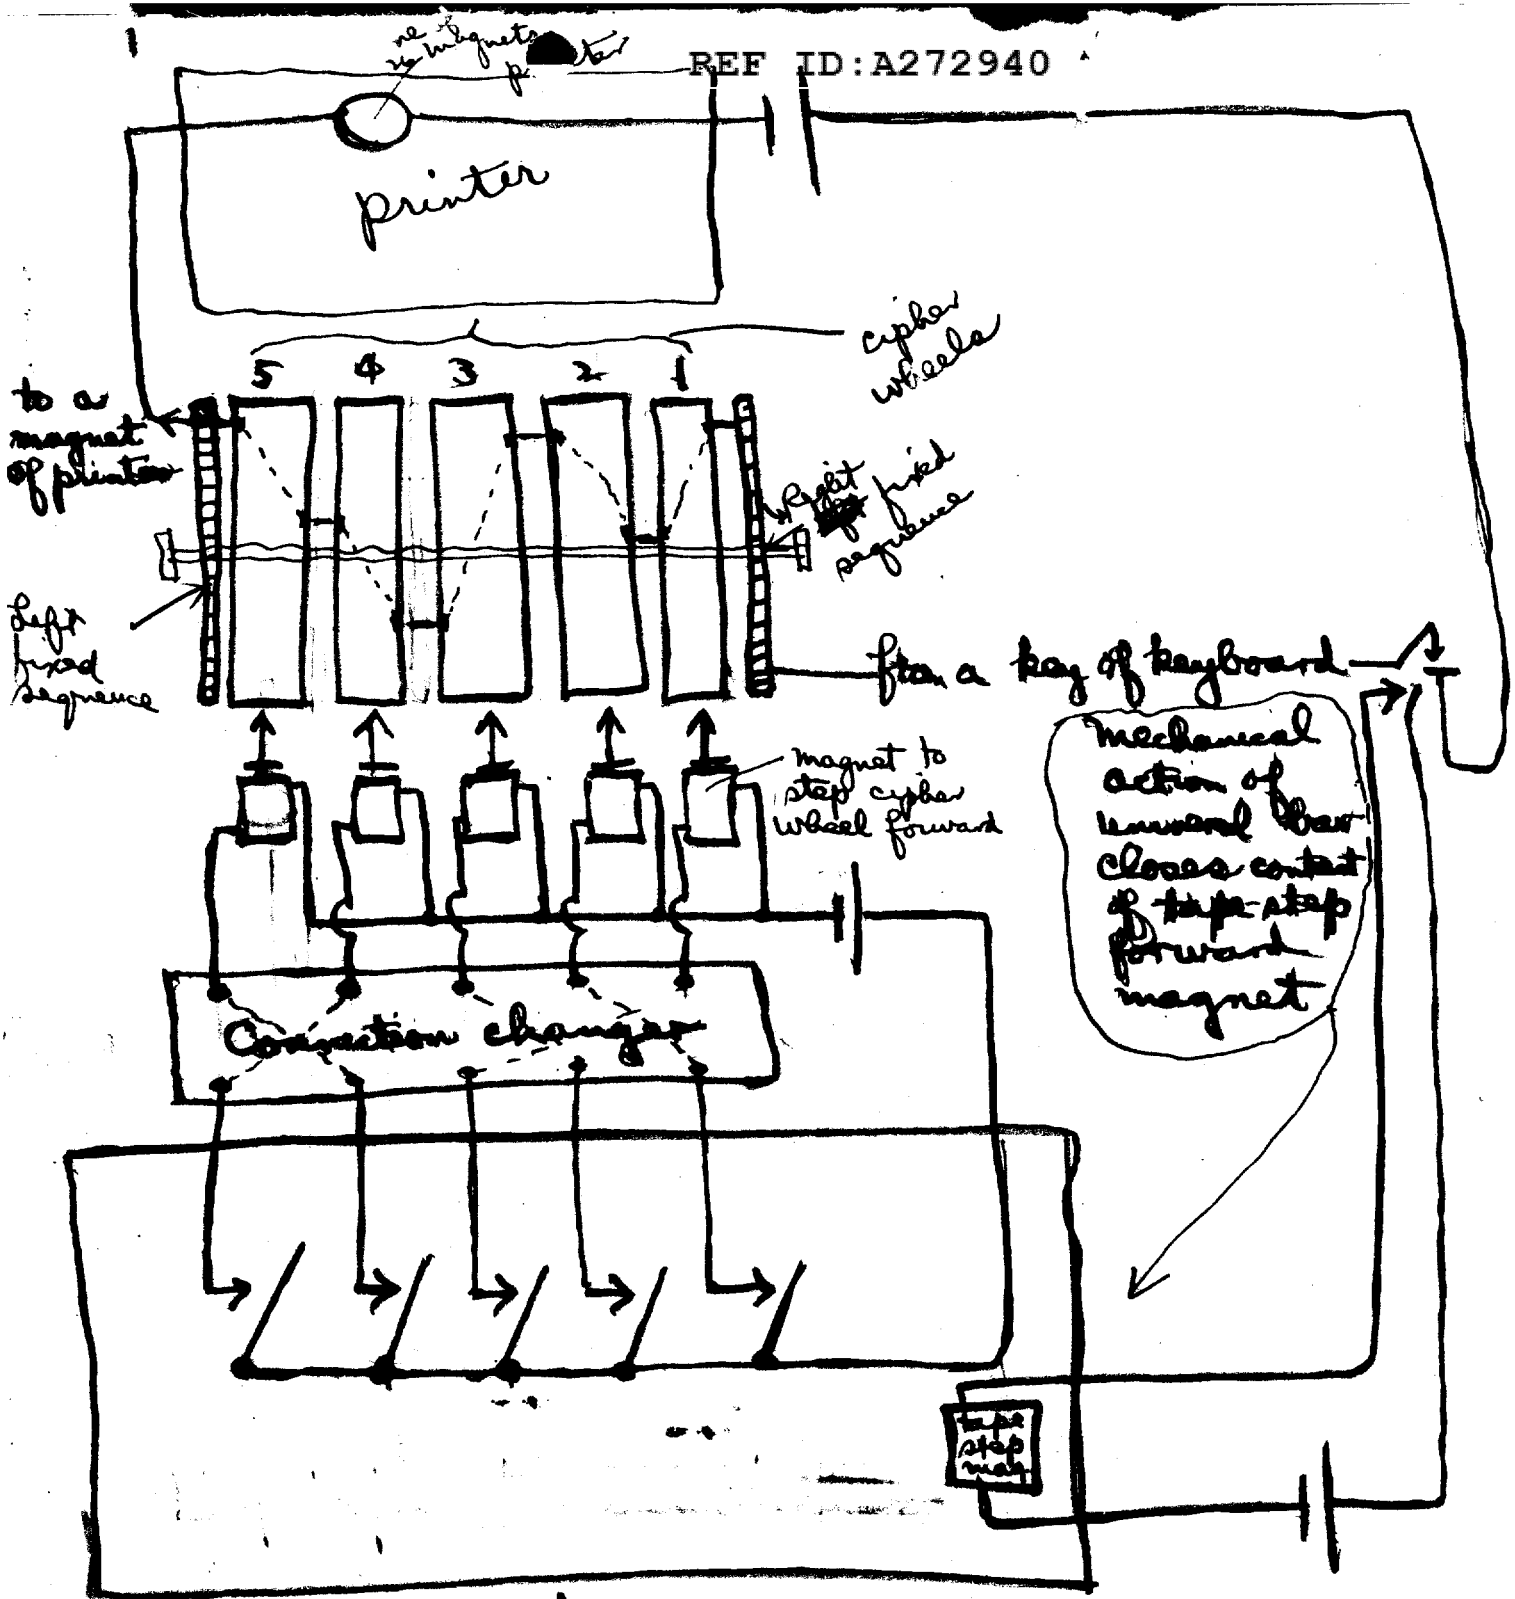 REF ID:A272940
magnets
printer
cipher
wheels
5 4 3 2 1
to a
magnet
of printer
Right
fixed
sequence
Left
fixed
sequence
from a key of keyboard
magnet to
step cipher
wheel forward
mechanical
action of
universal bar
closes contact
of tape step
forward
magnet
Connection changer
tape
step
mag.